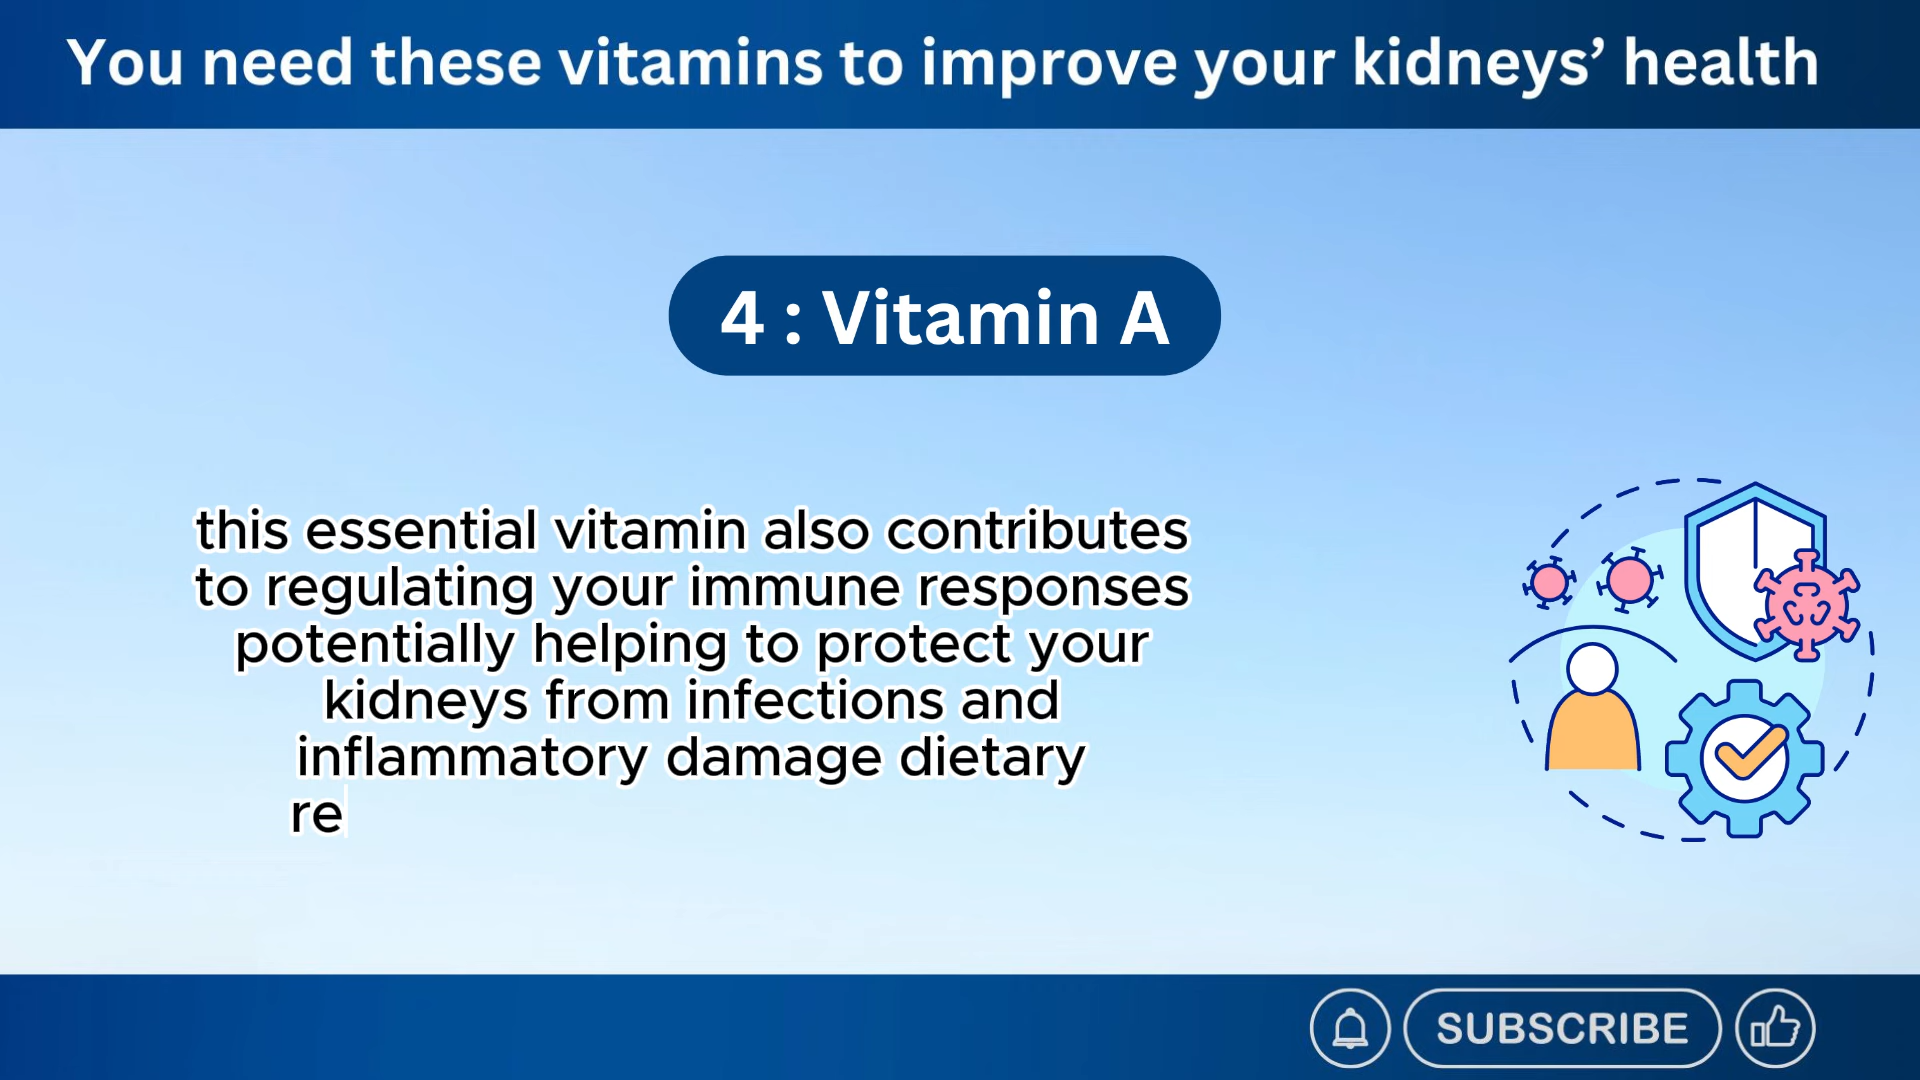 You need these vitamins to improve your kidneys’ health
4 : Vitamin A
this essential vitamin also contributes
to regulating your immune responses
potentially helping to protect your
kidneys from infections and
inflammatory damage dietary
re
SUBSCRIBE